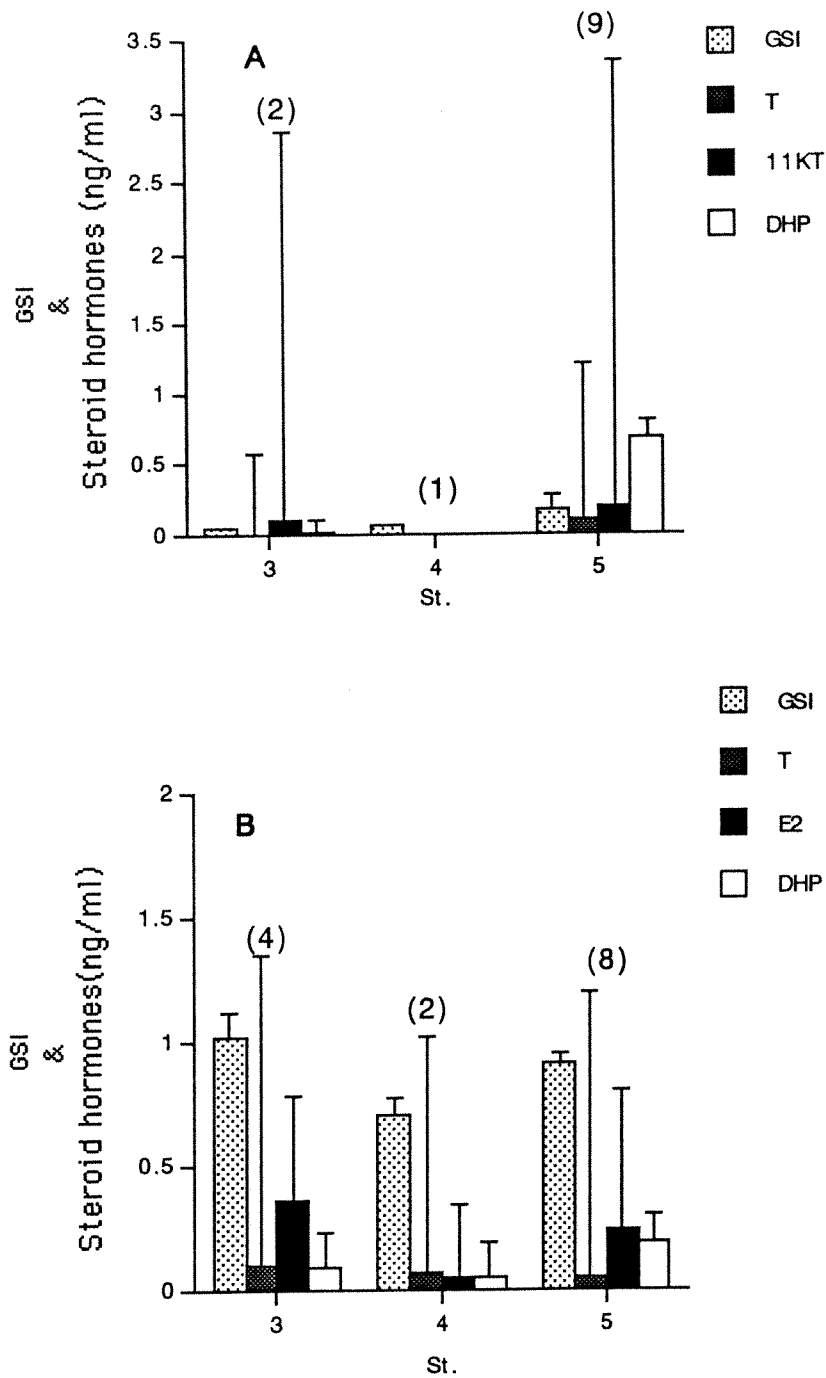 A
(2)
(1)
(9)
3.5
3
2.5
2
1.5
1
0.5
0
GSI
&
Steroid hormones (ng/ml)
3
4
5
St.
GSI
T
11KT
DHP
B
(4)
(2)
(8)
2
1.5
1
0.5
0
GSI
&
Steroid hormones(ng/ml)
3
4
5
St.
GSI
T
E2
DHP